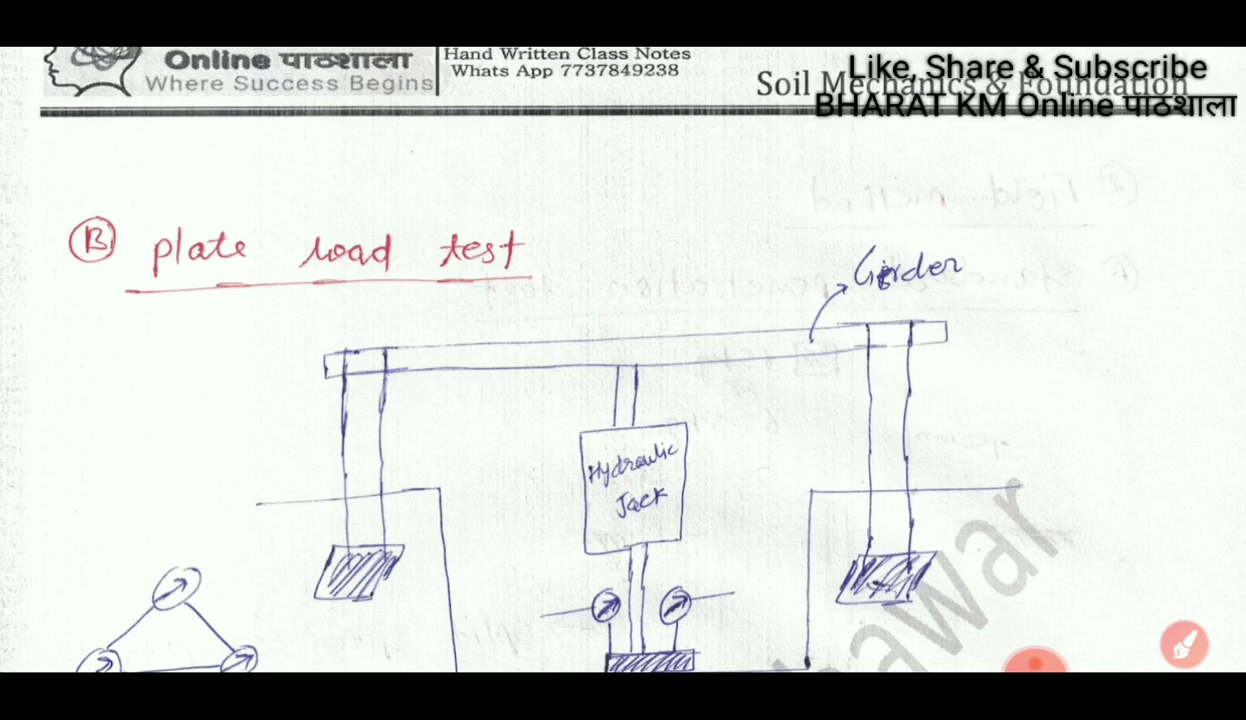 Online पाठशाला
Where Success Begins
Hand Written Class Notes
Whats App 7737849238
Soil Mechanics & Foundation
Like, Share & Subscribe
BHARAT KM Online पाठशाला
Ⓑ plate load test
Girder
Hydraulic
Jack